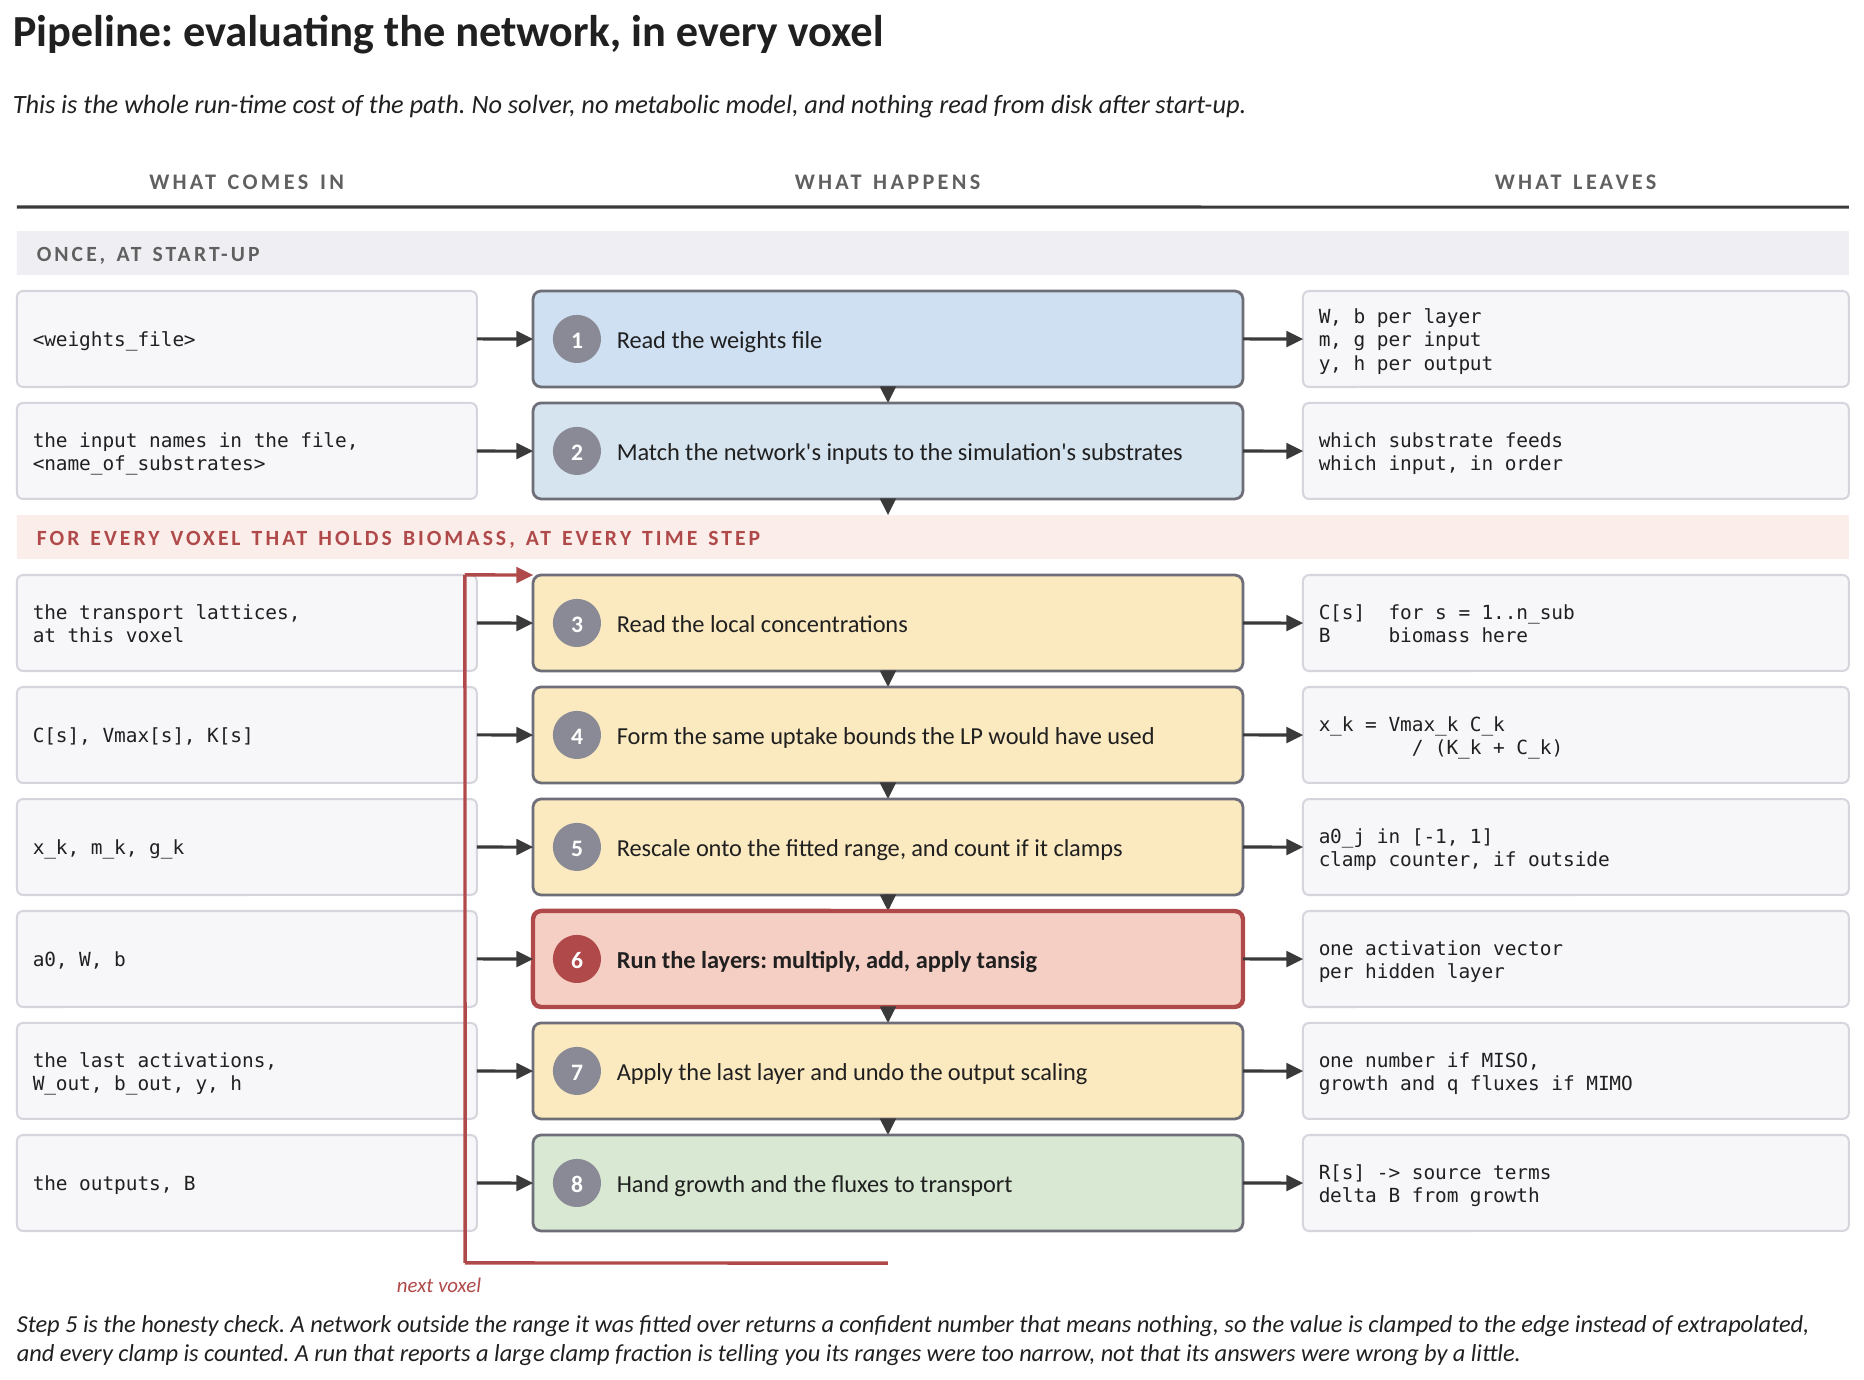 Pipeline: evaluating the network, in every voxel
This is the whole run-time cost of the path. No solver, no metabolic model, and nothing read from disk after start-up.
WHAT COMES IN
WHAT HAPPENS
WHAT LEAVES
ONCE, AT START-UP
<weights_file>
1
Read the weights file
W, b per layer
m, g per input
y, h per output
the input names in the file,
<name_of_substrates>
2
Match the network's inputs to the simulation's substrates
which substrate feeds
which input, in order
FOR EVERY VOXEL THAT HOLDS BIOMASS, AT EVERY TIME STEP
the transport lattices,
at this voxel
3
Read the local concentrations
C[s]  for s = 1..n_sub
B     biomass here
C[s], Vmax[s], K[s]
4
Form the same uptake bounds the LP would have used
x_k = Vmax_k C_k
/ (K_k + C_k)
x_k, m_k, g_k
5
Rescale onto the fitted range, and count if it clamps
a0_j in [-1, 1]
clamp counter, if outside
a0, W, b
6
Run the layers: multiply, add, apply tansig
one activation vector
per hidden layer
the last activations,
W_out, b_out, y, h
7
Apply the last layer and undo the output scaling
one number if MISO,
growth and q fluxes if MIMO
the outputs, B
8
Hand growth and the fluxes to transport
R[s] -> source terms
delta B from growth
next voxel
Step 5 is the honesty check. A network outside the range it was fitted over returns a confident number that means nothing, so the value is clamped to the edge instead of extrapolated,
and every clamp is counted. A run that reports a large clamp fraction is telling you its ranges were too narrow, not that its answers were wrong by a little.